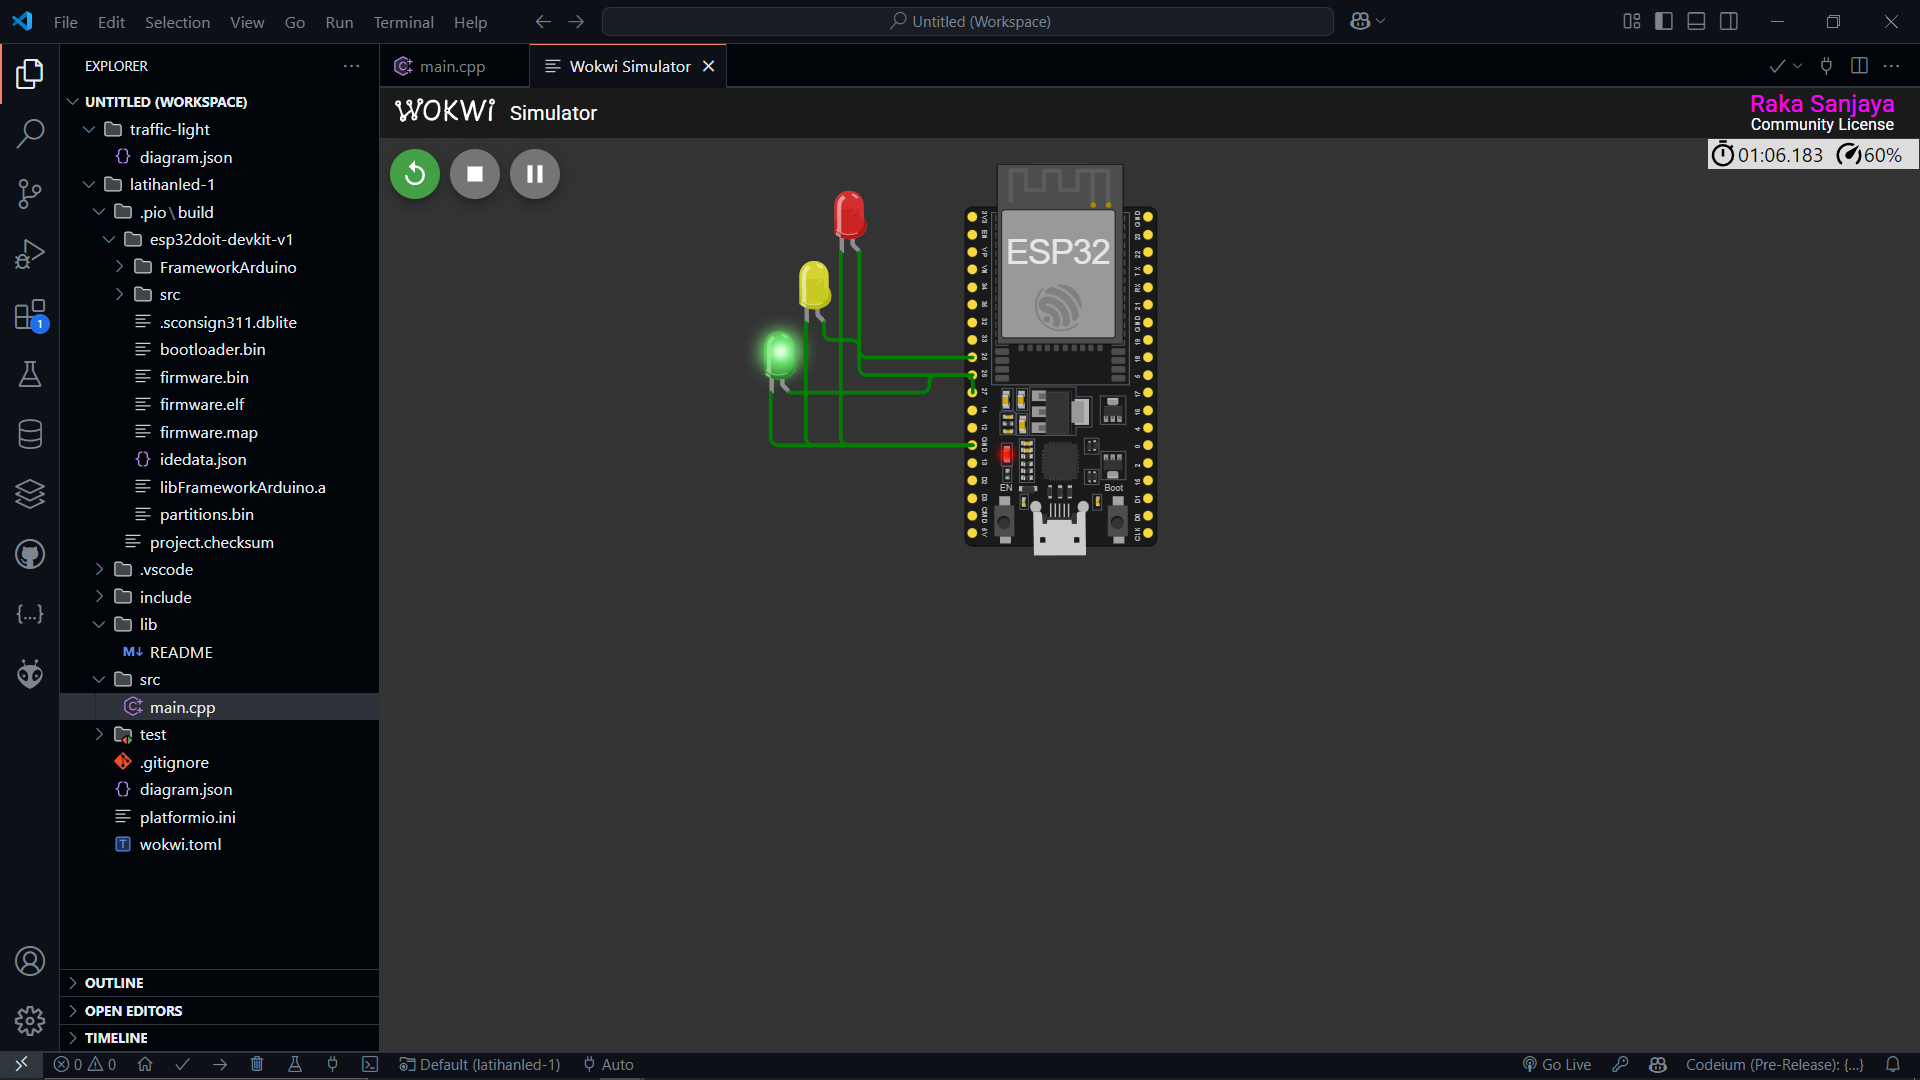 File Edit Selection View Go Run Terminal Help
Untitled (Workspace)
EXPLORER
main.cpp
Wokwi Simulator
UNTITLED (WORKSPACE)
traffic-light
diagram.json
latihanled-1
.pio\build
esp32doit-devkit-v1
FrameworkArduino
src
.sconsign311.dblite
bootloader.bin
firmware.bin
firmware.elf
firmware.map
idedata.json
libFrameworkArduino.a
partitions.bin
project.checksum
.vscode
include
lib
README
src
main.cpp
test
.gitignore
diagram.json
platformio.ini
wokwi.toml
OUTLINE
OPEN EDITORS
TIMELINE
1
WOKWi Simulator
Raka Sanjaya
Community License
01:06.183 60%
ESP32
EN
Boot
0 0
Default (latihanled-1)
Auto
Go Live
Codeium (Pre-Release): {...}